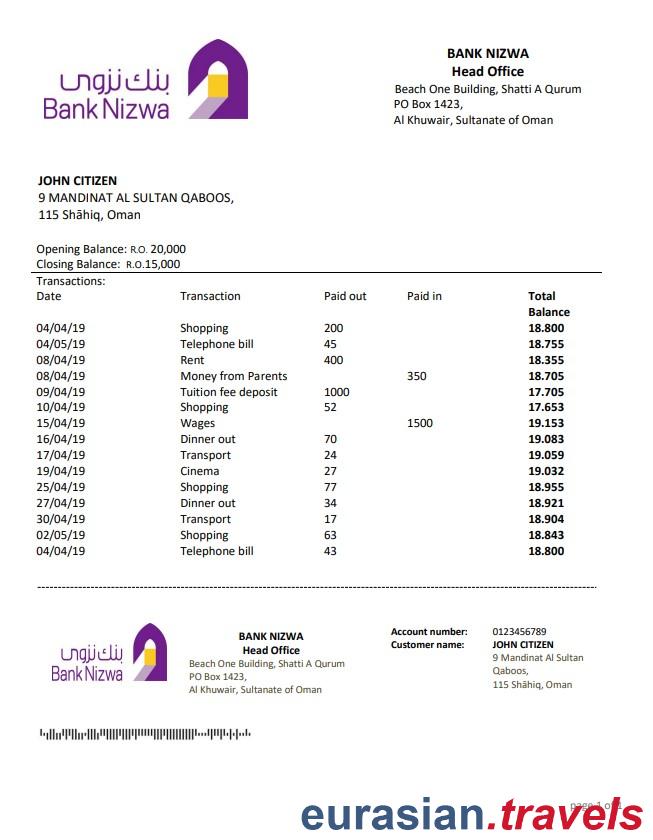 بنك نزوى
Bank Nizwa
BANK NIZWA
Head Office
Beach One Building, Shatti A Qurum
PO Box 1423,
Al Khuwair, Sultanate of Oman
JOHN CITIZEN
9 MANDINAT AL SULTAN QABOOS,
115 Shāhiq, Oman
Opening Balance: R.O. 20,000
Closing Balance: R.O.15,000
Transactions:
Date Transaction Paid out Paid in Total
Balance
04/04/19 Shopping 200 18.800
04/05/19 Telephone bill 45 18.755
08/04/19 Rent 400 18.355
08/04/19 Money from Parents 350 18.705
09/04/19 Tuition fee deposit 1000 17.705
10/04/19 Shopping 52 17.653
15/04/19 Wages 1500 19.153
16/04/19 Dinner out 70 19.083
17/04/19 Transport 24 19.059
19/04/19 Cinema 27 19.032
25/04/19 Shopping 77 18.955
27/04/19 Dinner out 34 18.921
30/04/19 Transport 17 18.904
02/05/19 Shopping 63 18.843
04/04/19 Telephone bill 43 18.800
بنك نزوى
Bank Nizwa
BANK NIZWA
Head Office
Beach One Building, Shatti A Qurum
PO Box 1423,
Al Khuwair, Sultanate of Oman
Account number: 0123456789
Customer name: JOHN CITIZEN
9 Mandinat Al Sultan
Qaboos,
115 Shāhiq, Oman
page 1 of 1
eurasian.travels